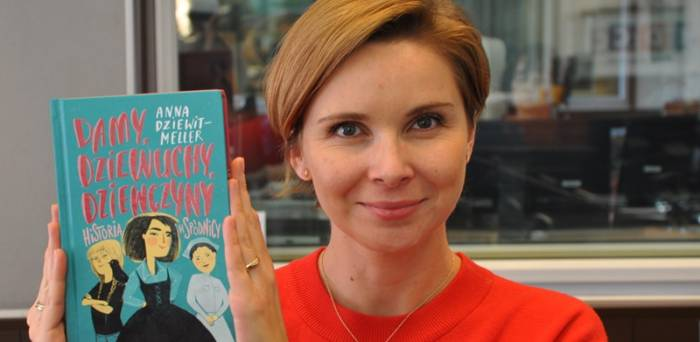 ANNA
DZIEWIT-
MELLER
DAMY,
DZIEWUCHY,
DZIEWCZYNY
HISTORIA W SPÓDNICY